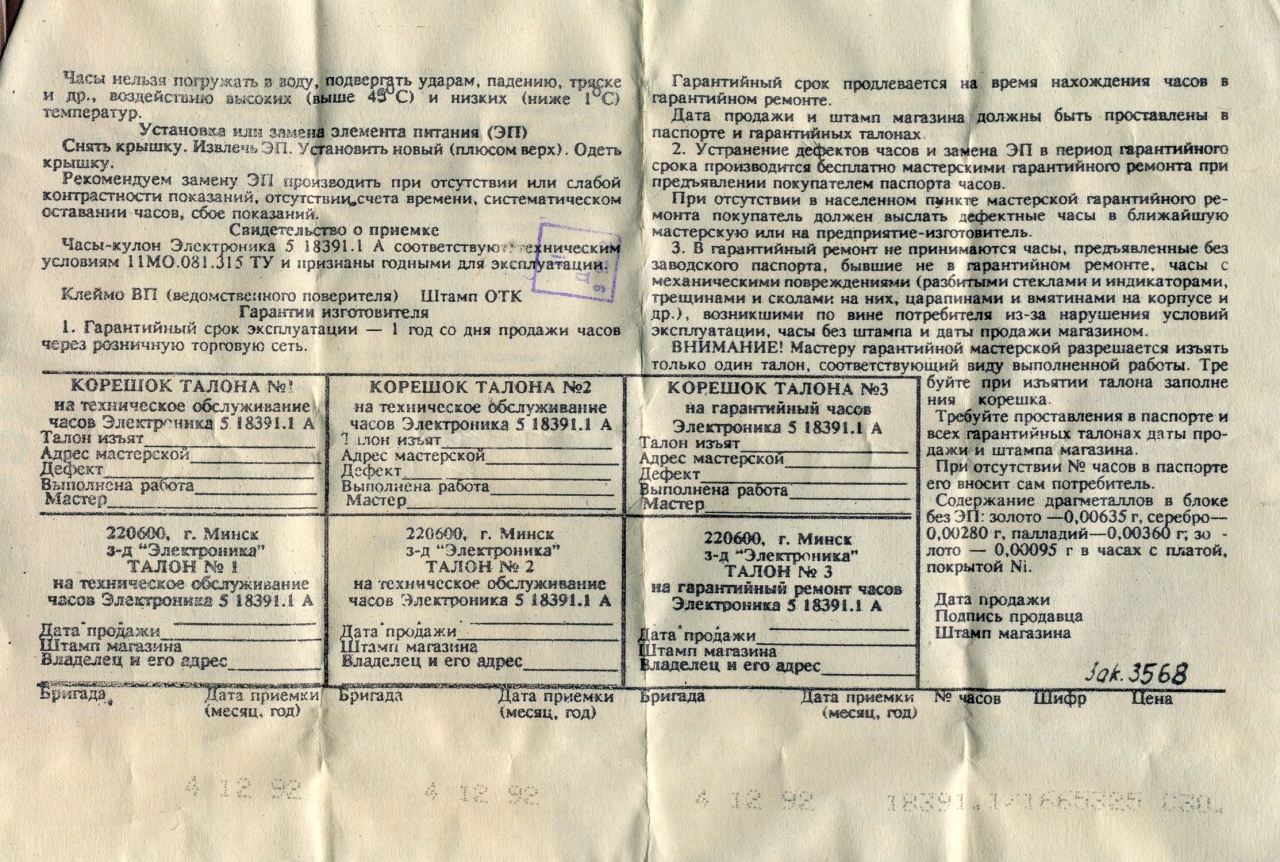 Часы нельзя погружать в воду, подвергать ударам, падению, тряске
и др., воздействию высоких (выше 45°С) и низких (ниже 1°С)
температур.
Установка или замена элемента питания (ЭП)
Снять крышку. Извлечь ЭП. Установить новый (плюсом верх). Одеть
крышку.
Рекомендуем замену ЭП производить при отсутствии или слабой
контрастности показаний, отсутствии счета времени, систематическом
оставании часов, сбое показаний.
Свидетельство о приемке
Часы-кулон Электроника 5 18391.1 А соответствуют техническим
условиям 11МО.081.315 ТУ и признаны годными для эксплуатации.
Клеймо ВП (ведомственного поверителя) Штамп ОТК
Гарантии изготовителя
1. Гарантийный срок эксплуатации — 1 год со дня продажи часов
через розничную торговую сеть.
Гарантийный срок продлевается на время нахождения часов в
гарантийном ремонте.
Дата продажи и штамп магазина должны быть проставлены в
паспорте и гарантийных талонах.
2. Устранение дефектов часов и замена ЭП в период гарантийного
срока производится бесплатно мастерскими гарантийного ремонта при
предъявлении покупателем паспорта часов.
При отсутствии в населенном пункте мастерской гарантийного ре-
монта покупатель должен выслать дефектные часы в ближайшую
мастерскую или на предприятие-изготовитель.
3. В гарантийный ремонт не принимаются часы, предъявленные без
заводского паспорта, бывшие не в гарантийном ремонте, часы с
механическими повреждениями (разбитыми стеклами и индикаторами,
трещинами и сколами на них, царапинами и вмятинами на корпусе и
др.), возникшими по вине потребителя из-за нарушения условий
эксплуатации, часы без штампа и даты продажи магазином.
ВНИМАНИЕ! Мастеру гарантийной мастерской разрешается изъять
только один талон, соответствующий виду выполненной работы. Тре
буйте при изъятии талона заполне
ния корешка.
Требуйте проставления в паспорте и
всех гарантийных талонах даты про-
дажи и штампа магазина.
При отсутствии № часов в паспорте
его вносит сам потребитель.
Содержание драгметаллов в блоке
без ЭП: золото —0,00635 г, серебро—
0,00280 г, палладий—0,00360 г; зо -
лото — 0,00095 г в часах с платой,
покрытой Ni.
Дата продажи
Подпись продавца
Штамп магазина
зак. 3568
№ часов Шифр Цена
18391.1 1665325 СЗО.
КОРЕШОК ТАЛОНА №1
на техническое обслуживание
часов Электроника 5 18391.1 А
Талон изъят
Адрес мастерской
Дефект
Выполнена работа
Мастер
КОРЕШОК ТАЛОНА №2
на техническое обслуживание
часов Электроника 5 18391.1 А
Талон изъят
Адрес мастерской
Дефект
Выполнена работа
Мастер
КОРЕШОК ТАЛОНА №3
на гарантийный часов
Электроника 5 18391.1 А
Талон изъят
Адрес мастерской
Дефект
Выполнена работа
Мастер
220600, г. Минск
з-д “Электроника”
ТАЛОН № 1
на техническое обслуживание
часов Электроника 5 18391.1 А
Дата продажи
Штамп магазина
Владелец и его адрес
Бригада Дата приемки
(месяц, год)
4 12 92
220600, г. Минск
з-д “Электроника”
ТАЛОН № 2
на техническое обслуживание
часов Электроника 5 18391.1 А
Дата продажи
Штамп магазина
Владелец и его адрес
Бригада Дата приемки
(месяц, год)
4 12 92
220600, г. Минск
з-д “Электроника”
ТАЛОН № 3
на гарантийный ремонт часов
Электроника 5 18391.1 А
Дата продажи
Штамп магазина
Владелец и его адрес
Бригада Дата приемки
(месяц, год)
4 12 92